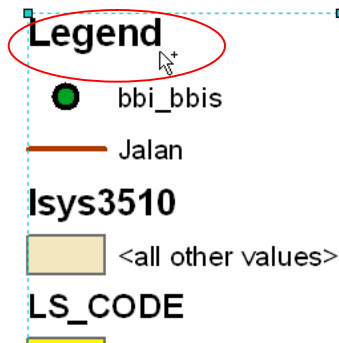 Legend
bbi_bbis
Jalan
lsys3510
<all other values>
LS_CODE